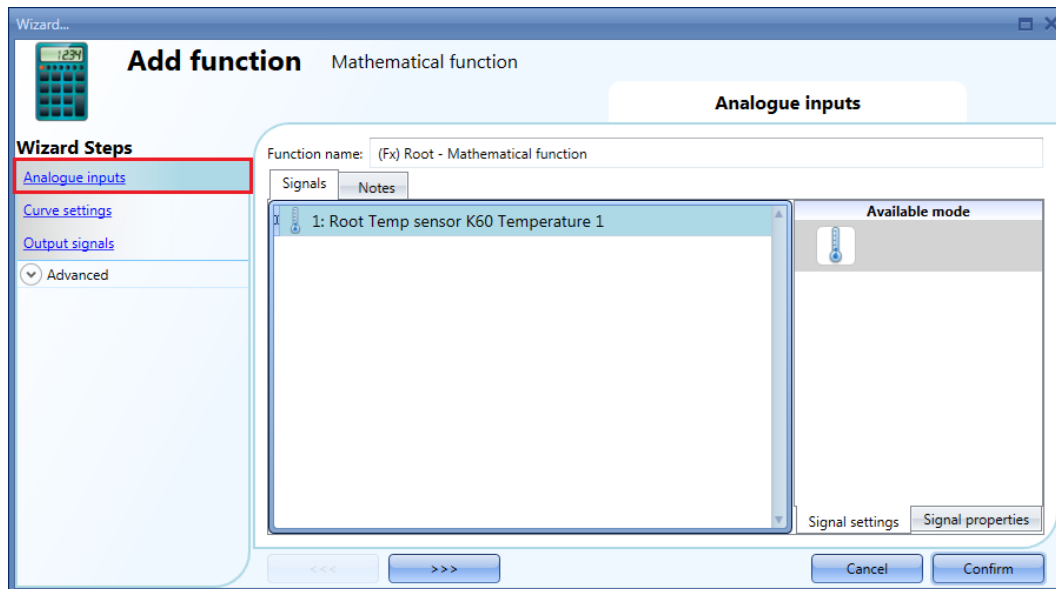 Wizard...
1234
Add function
Mathematical function
Analogue inputs
Wizard Steps
Analogue inputs
Curve settings
Output signals
Advanced
Function name: (Fx) Root - Mathematical function
Signals
Notes
1: Root Temp sensor K60 Temperature 1
Available mode
Signal settings
Signal properties
<<<
>>>
Cancel
Confirm